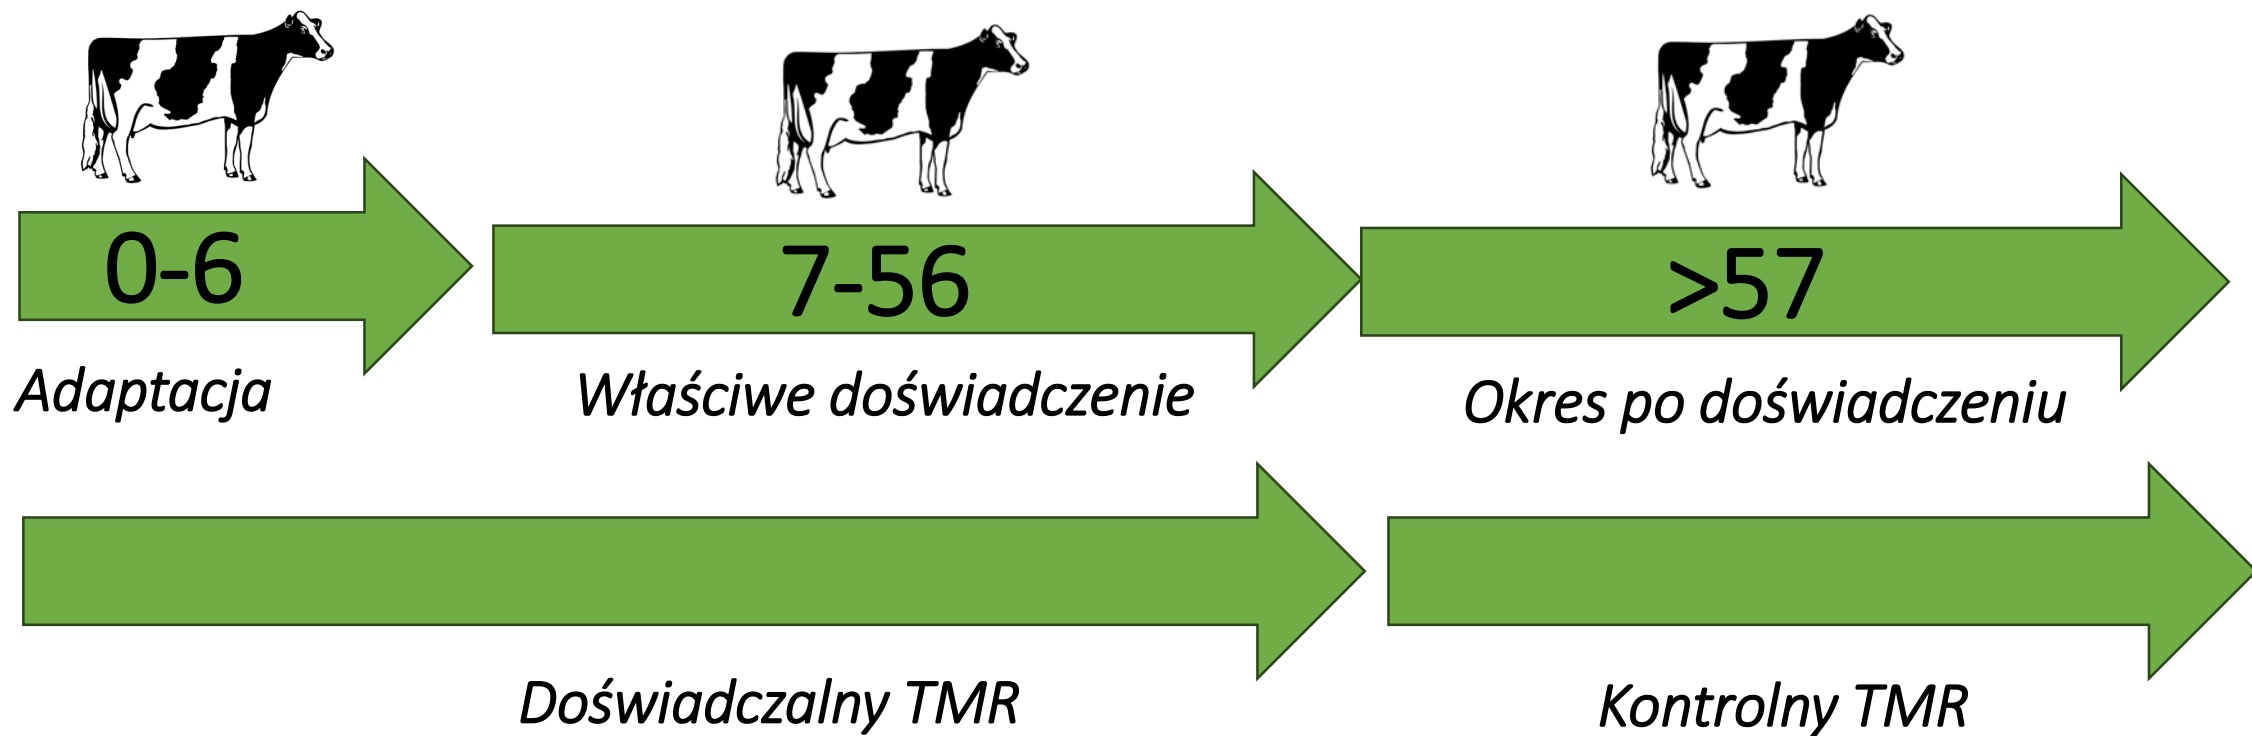 0-6
7-56
>57
Adaptacja
Właściwe doświadczenie
Okres po doświadczeniu
Doświadczalny TMR
Kontrolny TMR